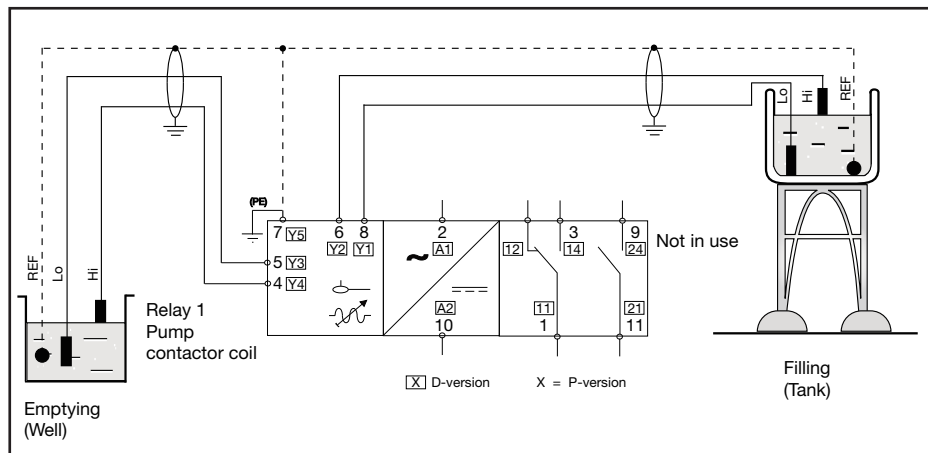 REF
Lo
Hi
Relay 1
Pump
contactor coil
Emptying
(Well)
(PE)
7 Y5
6
Y2
8
Y1
5 Y3
4 Y4
2
A1
~
A2
10
3
12
14
11
1
9
24
21
11
Not in use
X D-version
X = P-version
Lo
Hi
REF
Filling
(Tank)